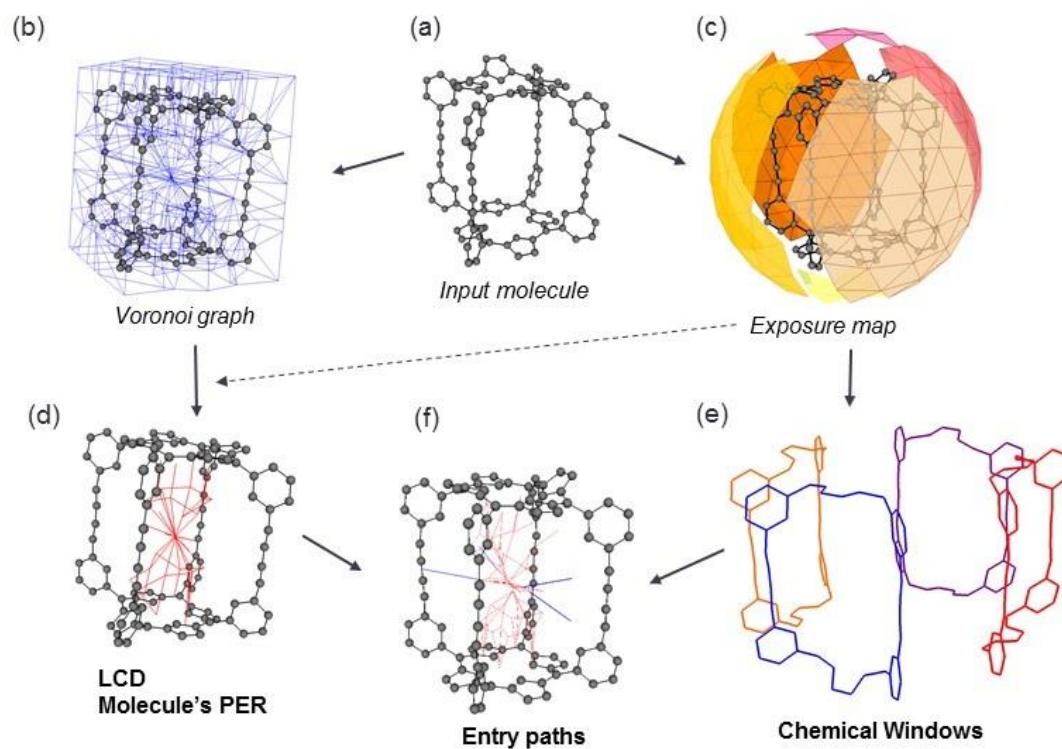 (b)
(a)
(c)
Voronoi graph
Input molecule
Exposure map
(d)
(f)
(e)
LCD
Molecule's PER
Entry paths
Chemical Windows